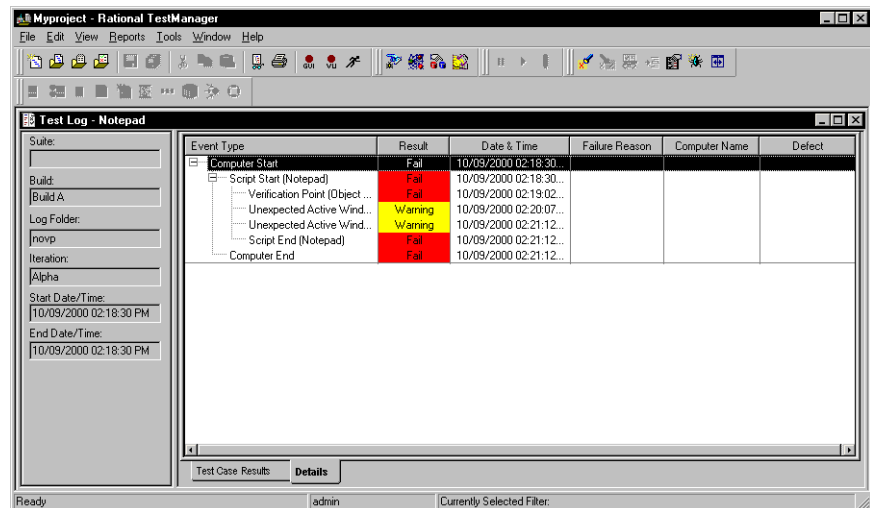 Myproject - Rational TestManager
File Edit View Reports Tools Window Help
GUI VU
Test Log - Notepad
Suite:
Build:
Build A
Log Folder:
novp
Iteration:
Alpha
Start Date/Time:
10/09/2000 02:18:30 PM
End Date/Time:
10/09/2000 02:18:30 PM
Event Type Result Date & Time Failure Reason Computer Name Defect
Computer Start Fail 10/09/2000 02:18:30...
Script Start (Notepad) Fail 10/09/2000 02:18:30...
Verification Point (Object ... Fail 10/09/2000 02:19:02...
Unexpected Active Wind... Warning 10/09/2000 02:20:07...
Unexpected Active Wind... Warning 10/09/2000 02:21:12...
Script End (Notepad) Fail 10/09/2000 02:21:12...
Computer End Fail 10/09/2000 02:21:12...
Test Case Results Details
Ready admin Currently Selected Filter: